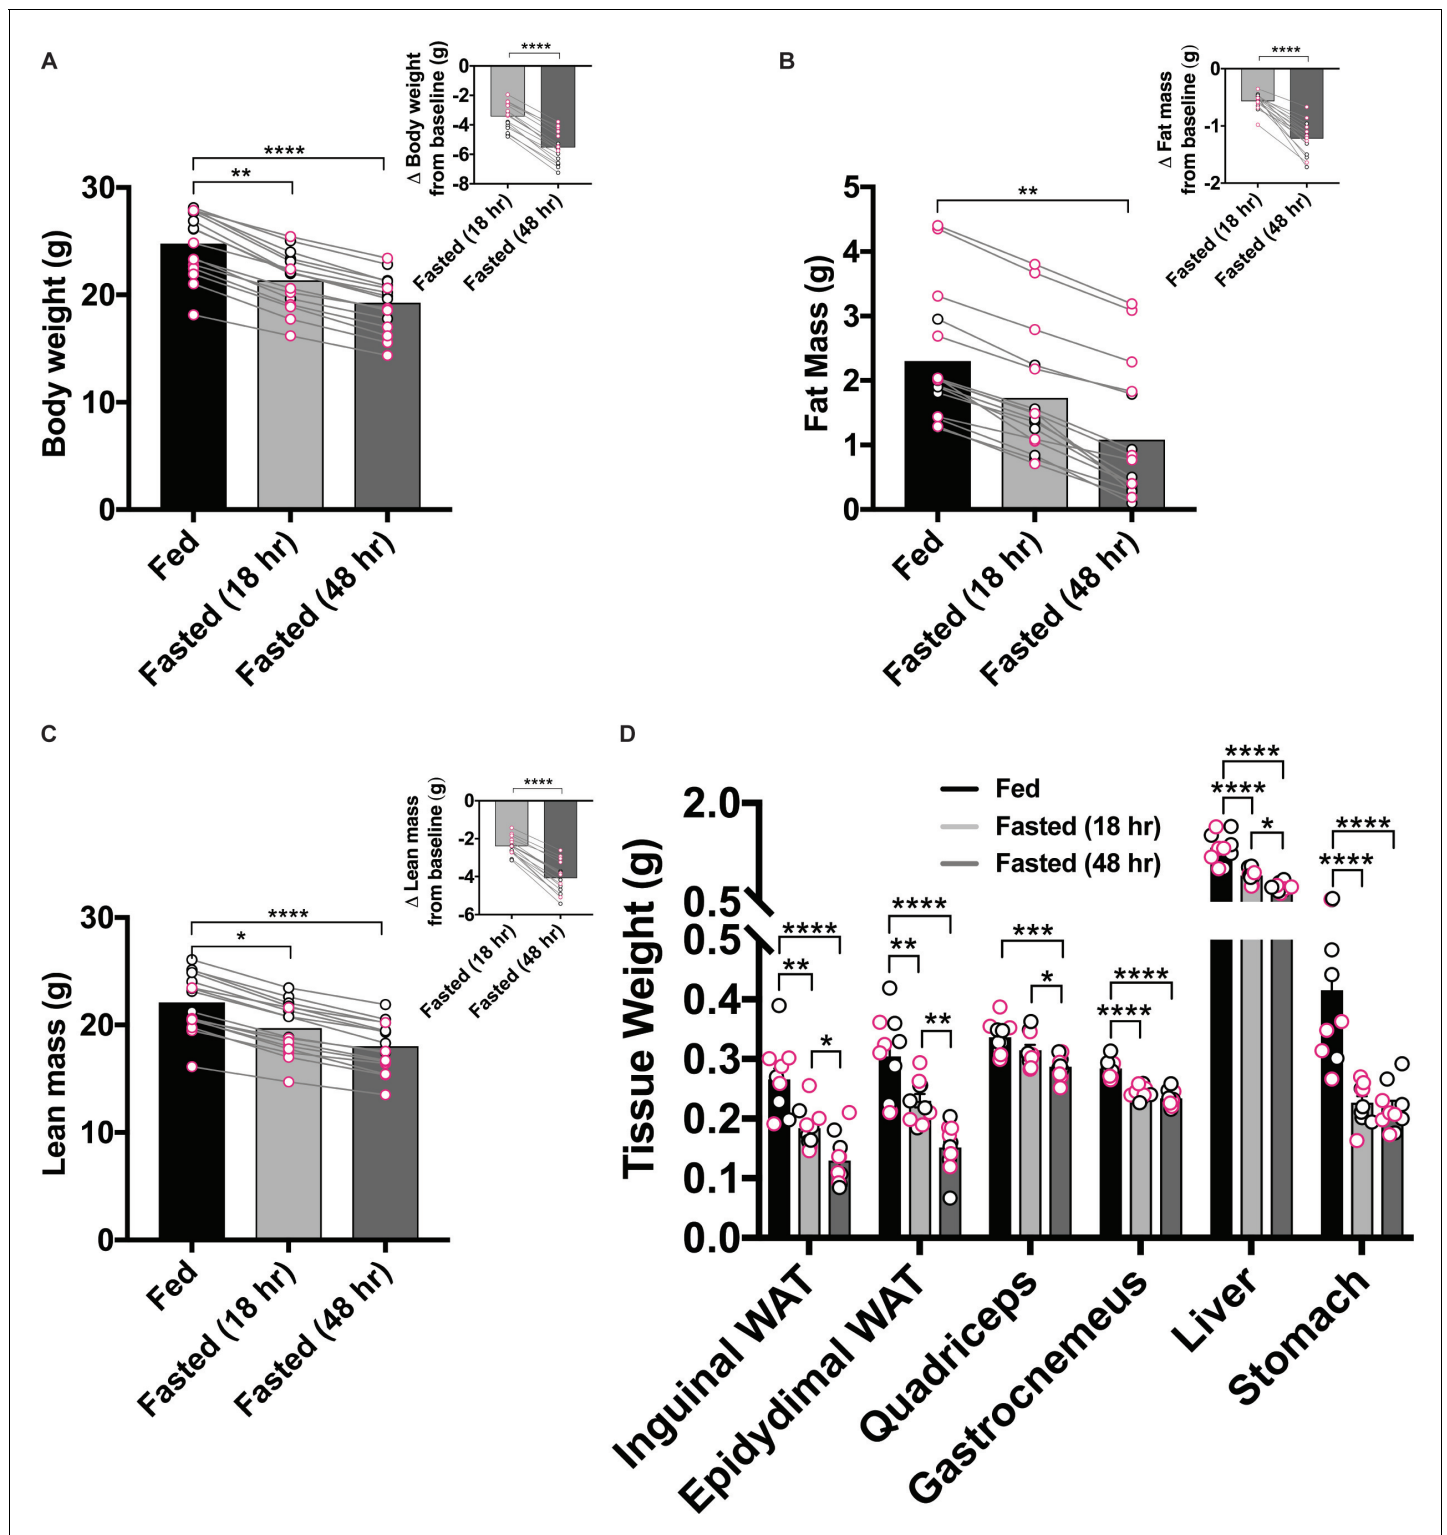 A
Body weight (g)
30
20
10
0
****
**
Fed
Fasted (18 hr)
Fasted (48 hr)
Δ Body weight
from baseline (g)
0
-2
-4
-6
-8
****
Fasted (18 hr)
Fasted (48 hr)
B
Fat Mass (g)
5
4
3
2
1
0
**
Fed
Fasted (18 hr)
Fasted (48 hr)
Δ Fat mass
from baseline (g)
0
-1
-2
****
Fasted (18 hr)
Fasted (48 hr)
C
Lean mass (g)
30
20
10
0
****
*
Fed
Fasted (18 hr)
Fasted (48 hr)
Δ Lean mass
from baseline (g)
0
-2
-4
-6
****
Fasted (18 hr)
Fasted (48 hr)
D
Tissue Weight (g)
2.0
0.5
0.5
0.4
0.3
0.2
0.1
0.0
Fed
Fasted (18 hr)
Fasted (48 hr)
****
**
*
****
**
**
***
*
****
****
****
****
*
****
****
Inguinal WAT
Epidydimal WAT
Quadriceps
Gastrocnemeus
Liver
Stomach